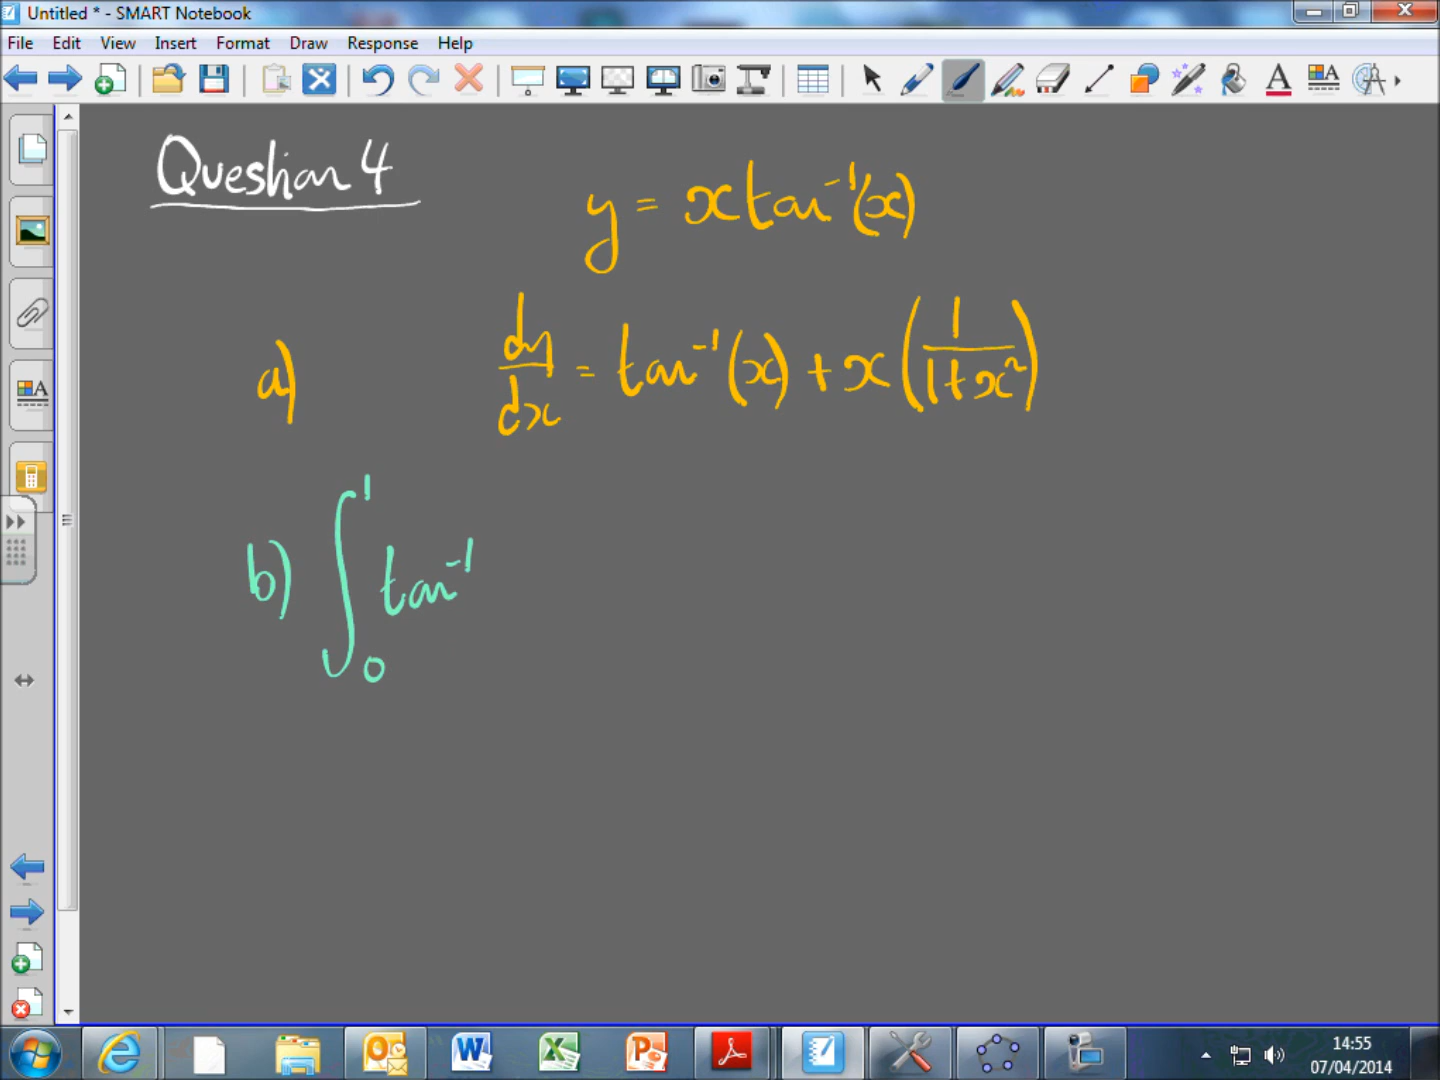 Untitled * - SMART Notebook
File Edit View Insert Format Draw Response Help
Question 4
y = x tan⁻¹(x)
a) dy/dx = tan⁻¹(x) + x(1/(1+x²))
b) ∫₀¹ tan⁻¹
14:55
07/04/2014